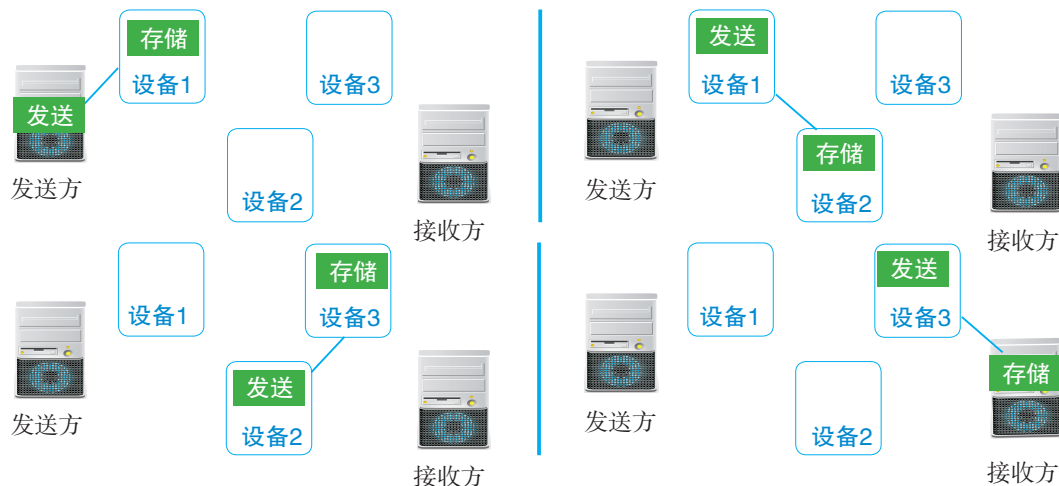 存储
设备1
设备3
发送
发送方
设备2
接收方
发送
设备1
设备3
发送方
存储
设备2
接收方
设备1
存储
设备3
发送方
发送
设备2
接收方
设备1
发送
设备3
发送方
存储
设备2
接收方